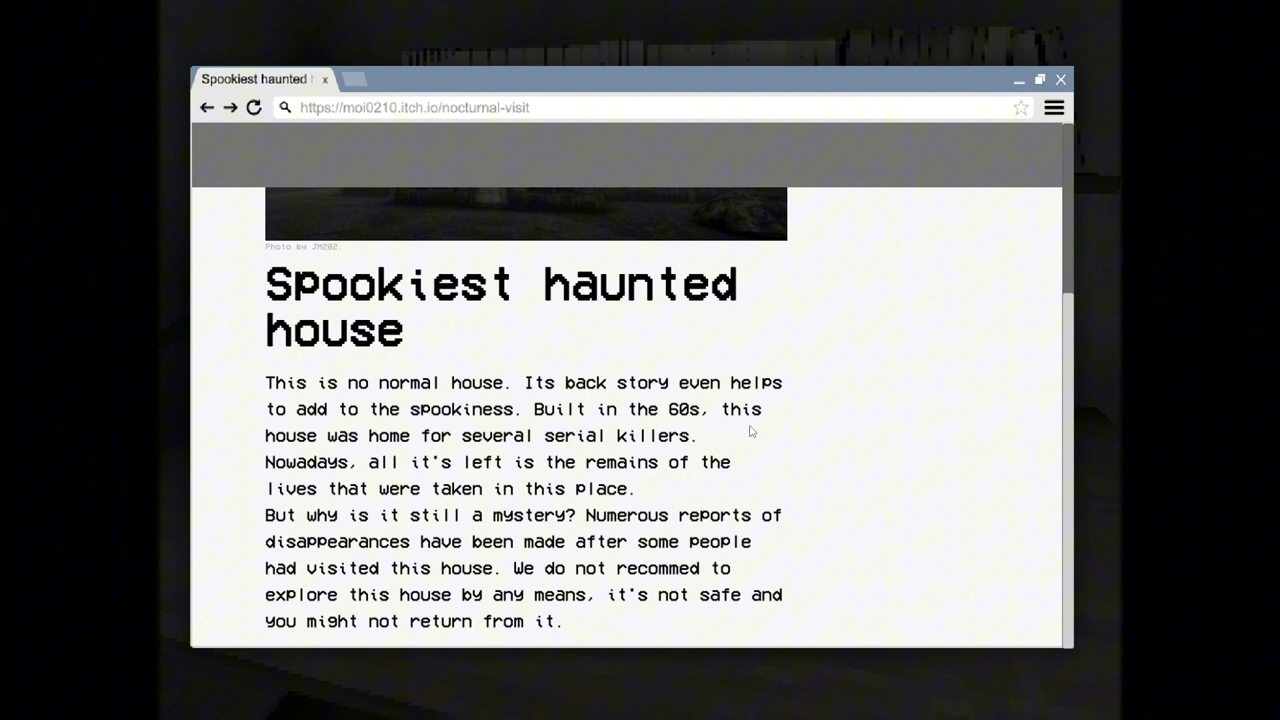 Spookiest haunted
x
https://moi0210.itch.io/nocturnal-visit
Photo by JM202.
Spookiest haunted
house
This is no normal house. Its back story even helps
to add to the spookiness. Built in the 60s, this
house was home for several serial killers.
Nowadays, all it's left is the remains of the
lives that were taken in this place.
But why is it still a mystery? Numerous reports of
disappearances have been made after some people
had visited this house. We do not recommed to
explore this house by any means, it's not safe and
you might not return from it.